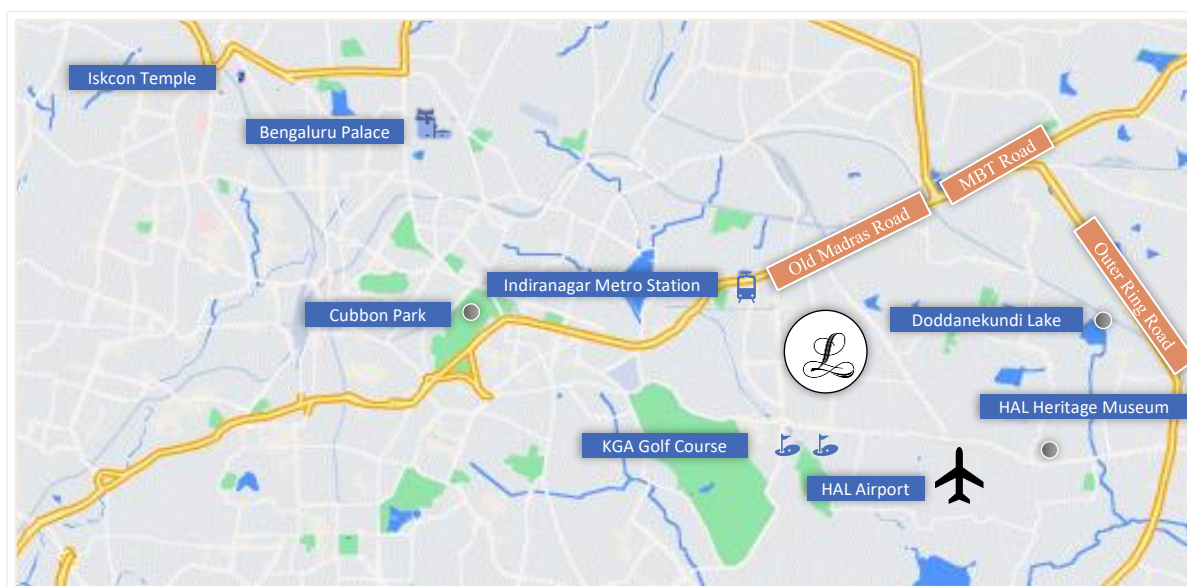 Iskcon Temple
Bengaluru Palace
MBT Road
Old Madras Road
Outer Ring Road
Indiranagar Metro Station
Cubbon Park
Doddanekundi Lake
L
HAL Heritage Museum
KGA Golf Course
HAL Airport